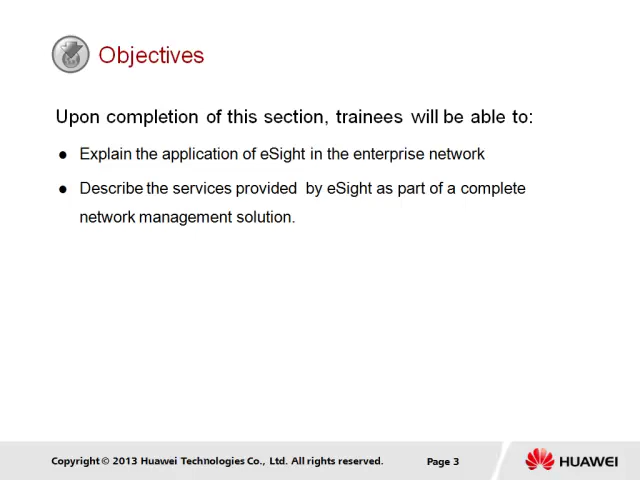 Objectives
Upon completion of this section, trainees will be able to:
● Explain the application of eSight in the enterprise network
● Describe the services provided by eSight as part of a complete
network management solution.
Copyright © 2013 Huawei Technologies Co., Ltd. All rights reserved.
Page 3
HUAWEI